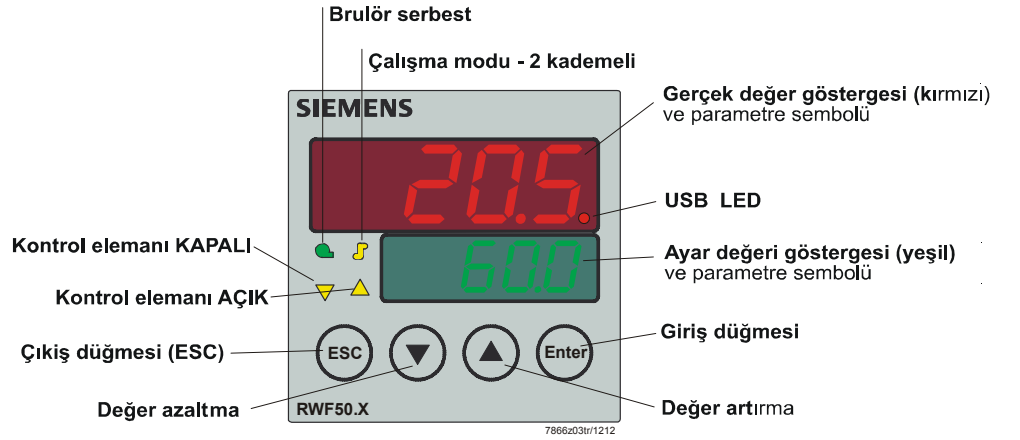 Brulör serbest
Çalışma modu - 2 kademeli
SIEMENS
Gerçek değer göstergesi (kırmızi)
ve parametre sembolü
20.5
USB LED
Kontrol elemanı KAPALI
60.0
Ayar değeri göstergesi (yeşil)
ve parametre sembolü
Kontrol elemanı AÇIK
Giriş düğmesi
Çıkiş düğmesi (ESC)
ESC
Enter
Değer azaltma
RWF50.X
Değer artırma
7866z03tr/1212